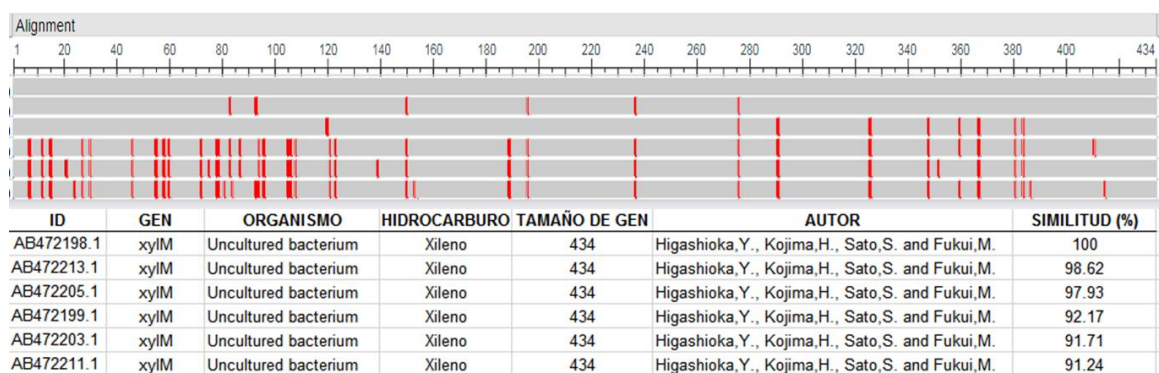 Alignment
1 20 40 60 80 100 120 140 160 180 200 220 240 260 280 300 320 340 360 380 400 434
ID GEN ORGANISMO HIDROCARBURO TAMAÑO DE GEN AUTOR SIMILITUD (%)
AB472198.1 xylM Uncultured bacterium Xileno 434 Higashioka,Y., Kojima,H., Sato,S. and Fukui,M. 100
AB472213.1 xylM Uncultured bacterium Xileno 434 Higashioka,Y., Kojima,H., Sato,S. and Fukui,M. 98.62
AB472205.1 xylM Uncultured bacterium Xileno 434 Higashioka,Y., Kojima,H., Sato,S. and Fukui,M. 97.93
AB472199.1 xylM Uncultured bacterium Xileno 434 Higashioka,Y., Kojima,H., Sato,S. and Fukui,M. 92.17
AB472203.1 xylM Uncultured bacterium Xileno 434 Higashioka,Y., Kojima,H., Sato,S. and Fukui,M. 91.71
AB472211.1 xylM Uncultured bacterium Xileno 434 Higashioka,Y., Kojima,H., Sato,S. and Fukui,M. 91.24